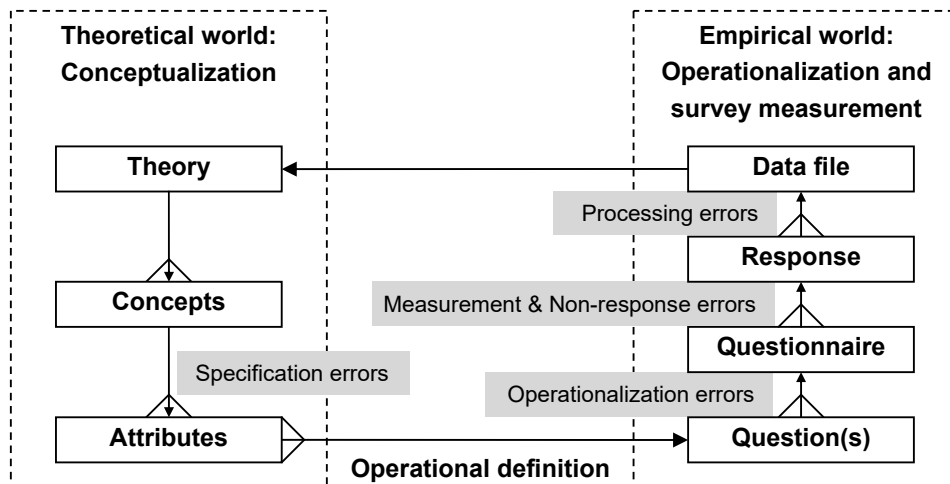 Theoretical world:
Conceptualization
Empirical world:
Operationalization and
survey measurement
Theory
Data file
Processing errors
Response
Concepts
Measurement & Non-response errors
Questionnaire
Specification errors
Operationalization errors
Attributes
Question(s)
Operational definition